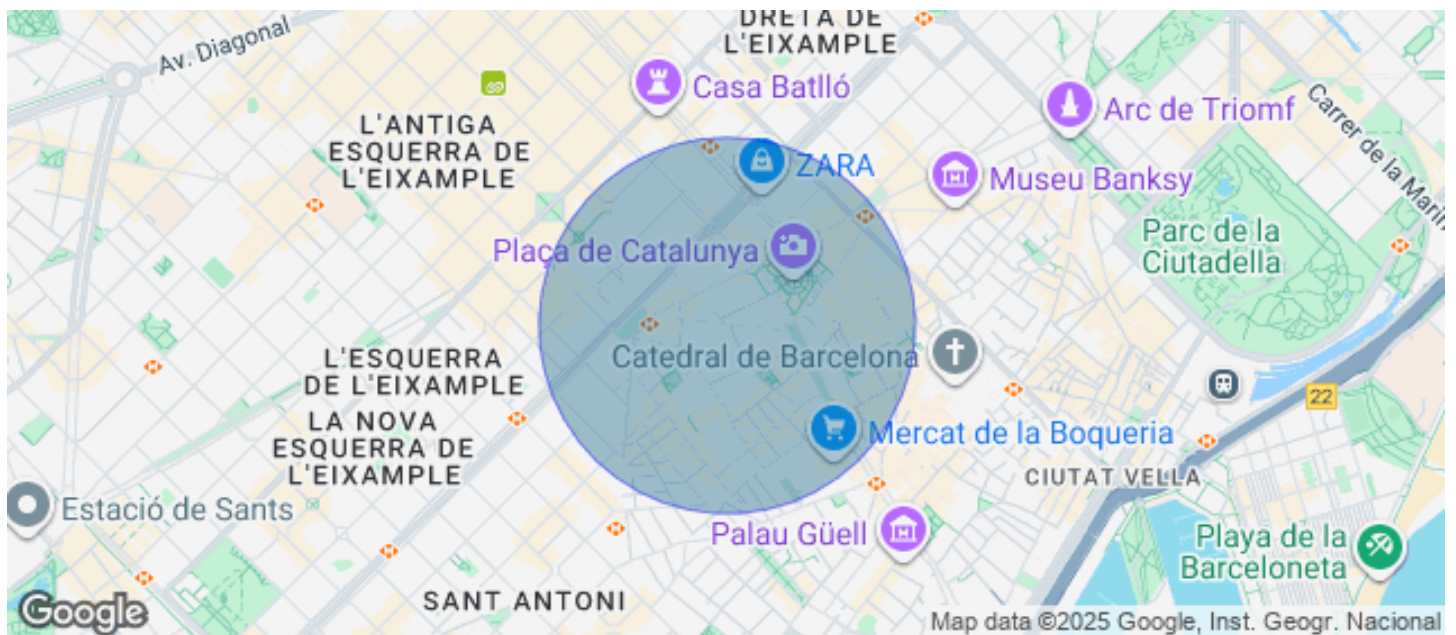 DRETA DE
L'EIXAMPLE
Av. Diagonal
Casa Batlló
Arc de Triomf
Carrer de la Marin
L'ANTIGA
ESQUERRA DE
L'EIXAMPLE
ZARA
Museu Banksy
Plaça de Catalunya
Parc de la
Ciutadella
L'ESQUERRA
DE L'EIXAMPLE
Catedral de Barcelona
22
LA NOVA
ESQUERRA DE
L'EIXAMPLE
Mercat de la Boqueria
CIUTAT VELLA
Estació de Sants
Palau Güell
Playa de la
Barceloneta
SANT ANTONI
Google
Map data ©2025 Google, Inst. Geogr. Nacional